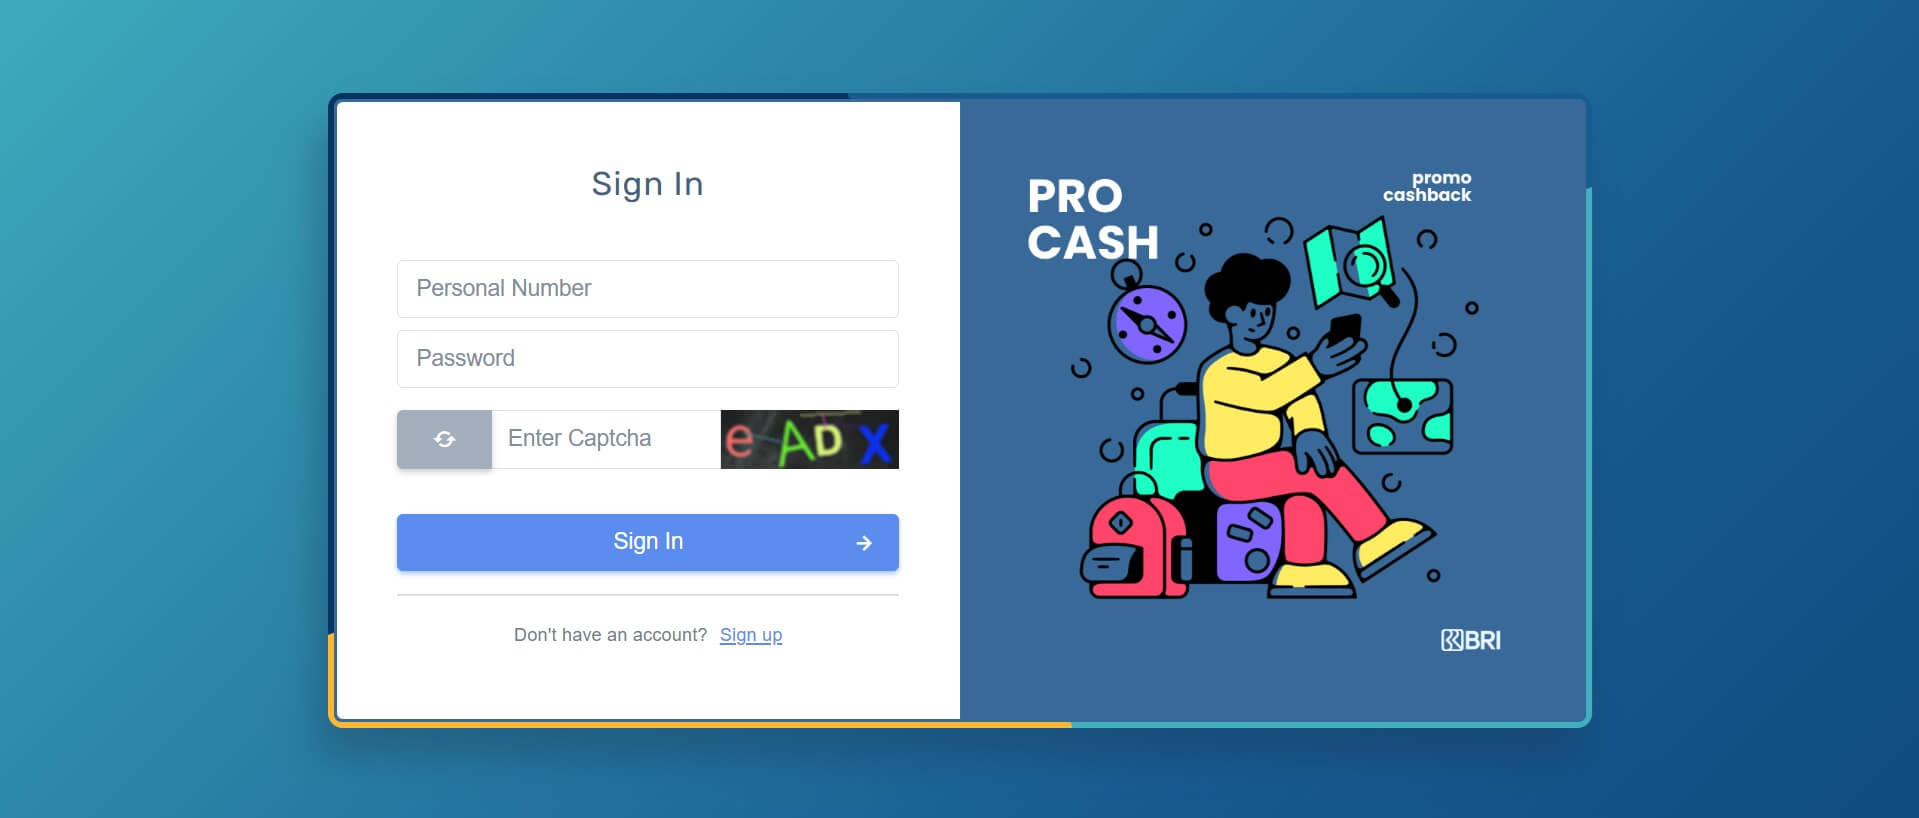 Sign In
Personal Number
Password
Enter Captcha
e A D X
Sign In
Don't have an account? Sign up
PRO
CASH
promo
cashback
BRI